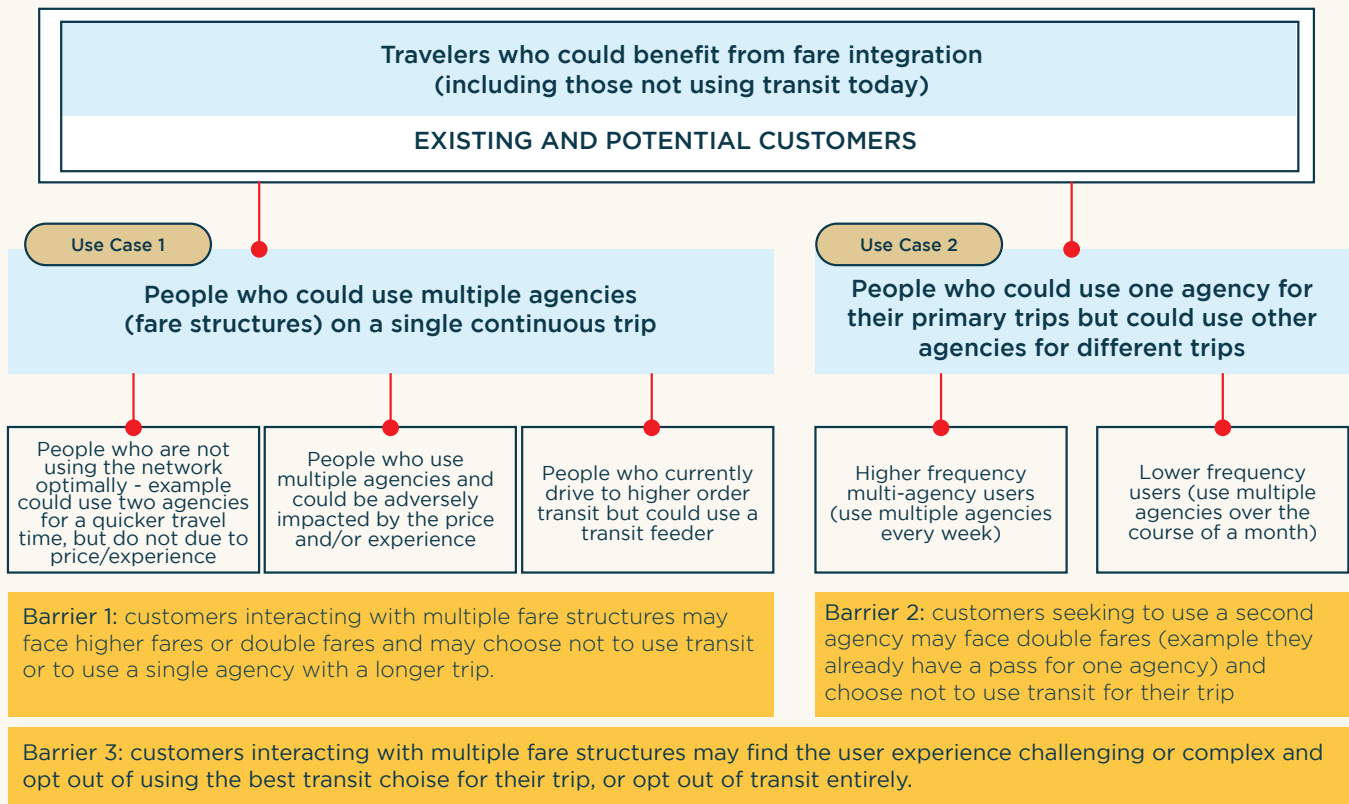 Travelers who could benefit from fare integration
(including those not using transit today)
EXISTING AND POTENTIAL CUSTOMERS
Use Case 1
People who could use multiple agencies
(fare structures) on a single continuous trip
Use Case 2
People who could use one agency for
their primary trips but could use other
agencies for different trips
People who are not
using the network
optimally - example
could use two agencies
for a quicker travel
time, but do not due to
price/experience
People who use
multiple agencies and
could be adversely
impacted by the price
and/or experience
People who currently
drive to higher order
transit but could use a
transit feeder
Higher frequency
multi-agency users
(use multiple agencies
every week)
Lower frequency
users (use multiple
agencies over the
course of a month)
Barrier 1: customers interacting with multiple fare structures may
face higher fares or double fares and may choose not to use transit
or to use a single agency with a longer trip.
Barrier 2: customers seeking to use a second
agency may face double fares (example they
already have a pass for one agency) and
choose not to use transit for their trip
Barrier 3: customers interacting with multiple fare structures may find the user experience challenging or complex and
opt out of using the best transit choise for their trip, or opt out of transit entirely.